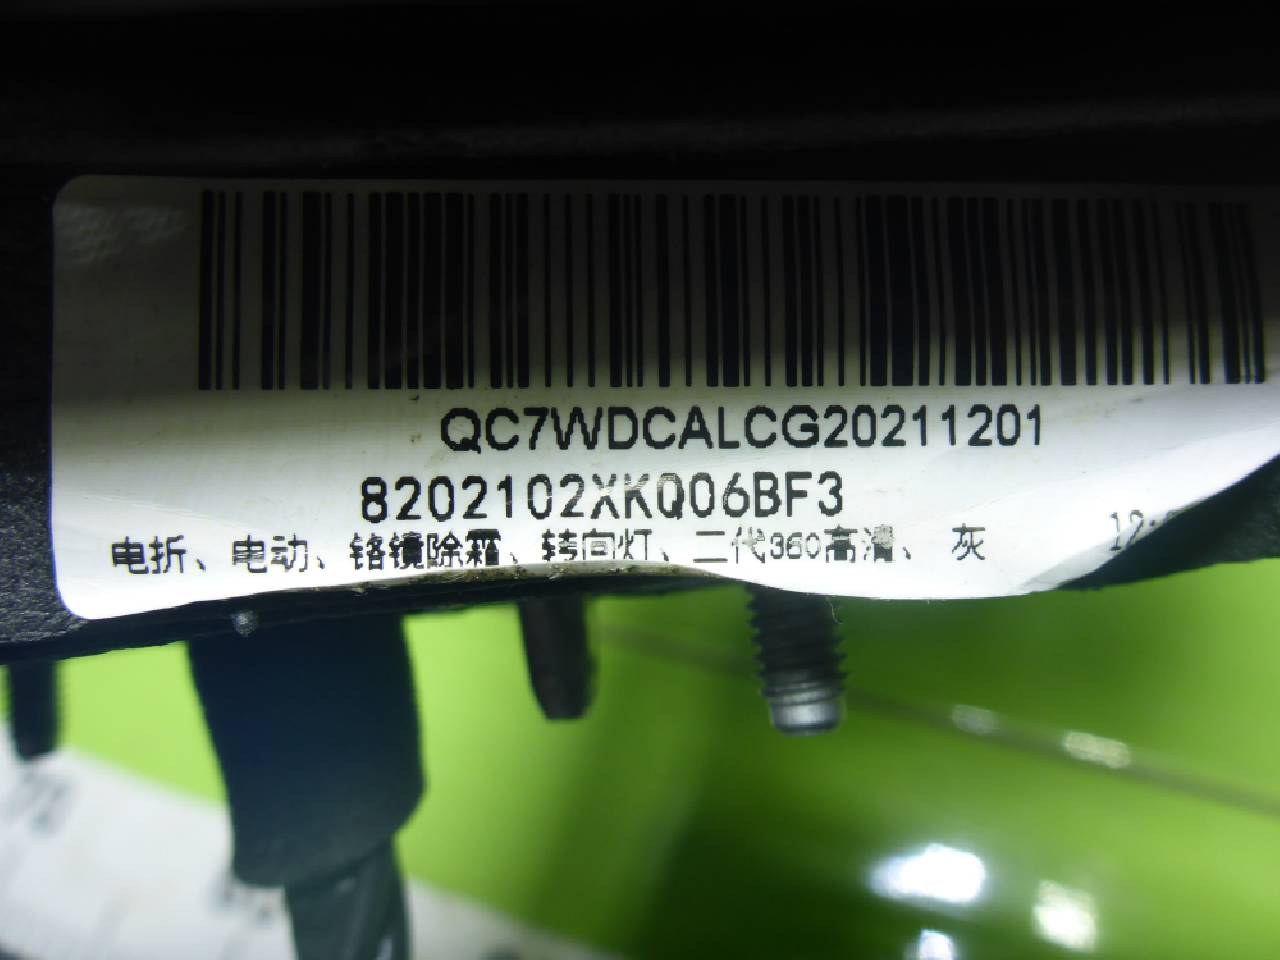 QC7WDCALCG20211201
8202102XKQ06BF3
电折、电动、铬镜除霜、转向灯、二代360高清、 灰 12: